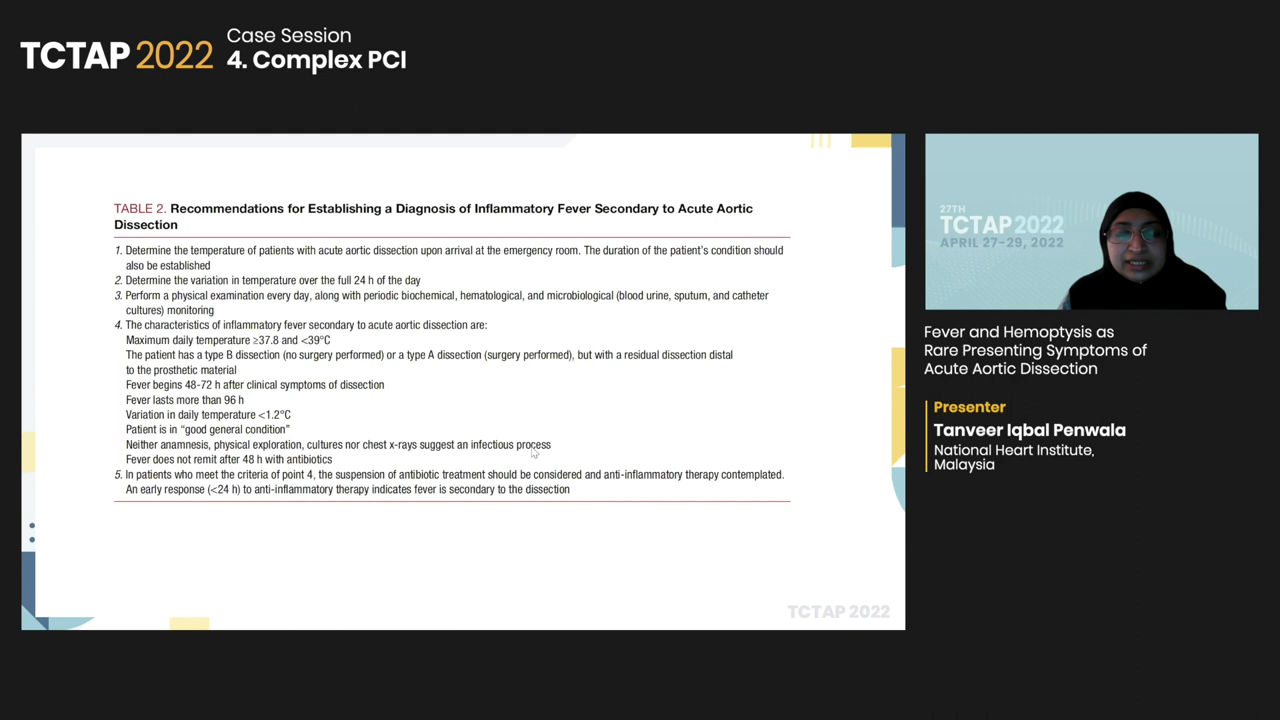 TCTAP 2022
Case Session
4. Complex PCI
TABLE 2. Recommendations for Establishing a Diagnosis of Inflammatory Fever Secondary to Acute Aortic
Dissection
1. Determine the temperature of patients with acute aortic dissection upon arrival at the emergency room. The duration of the patient's condition should
also be established
2. Determine the variation in temperature over the full 24 h of the day
3. Perform a physical examination every day, along with periodic biochemical, hematological, and microbiological (blood urine, sputum, and catheter
cultures) monitoring
4. The characteristics of inflammatory fever secondary to acute aortic dissection are:
Maximum daily temperature ≥37.8 and <39°C
The patient has a type B dissection (no surgery performed) or a type A dissection (surgery performed), but with a residual dissection distal
to the prosthetic material
Fever begins 48-72 h after clinical symptoms of dissection
Fever lasts more than 96 h
Variation in daily temperature <1.2°C
Patient is in "good general condition"
Neither anamnesis, physical exploration, cultures nor chest x-rays suggest an infectious process
Fever does not remit after 48 h with antibiotics
5. In patients who meet the criteria of point 4, the suspension of antibiotic treatment should be considered and anti-inflammatory therapy contemplated.
An early response (<24 h) to anti-inflammatory therapy indicates fever is secondary to the dissection
TCTAP 2022
27TH
TCTAP 2022
APRIL 27-29, 2022
Fever and Hemoptysis as
Rare Presenting Symptoms of
Acute Aortic Dissection
Presenter
Tanveer Iqbal Penwala
National Heart Institute,
Malaysia